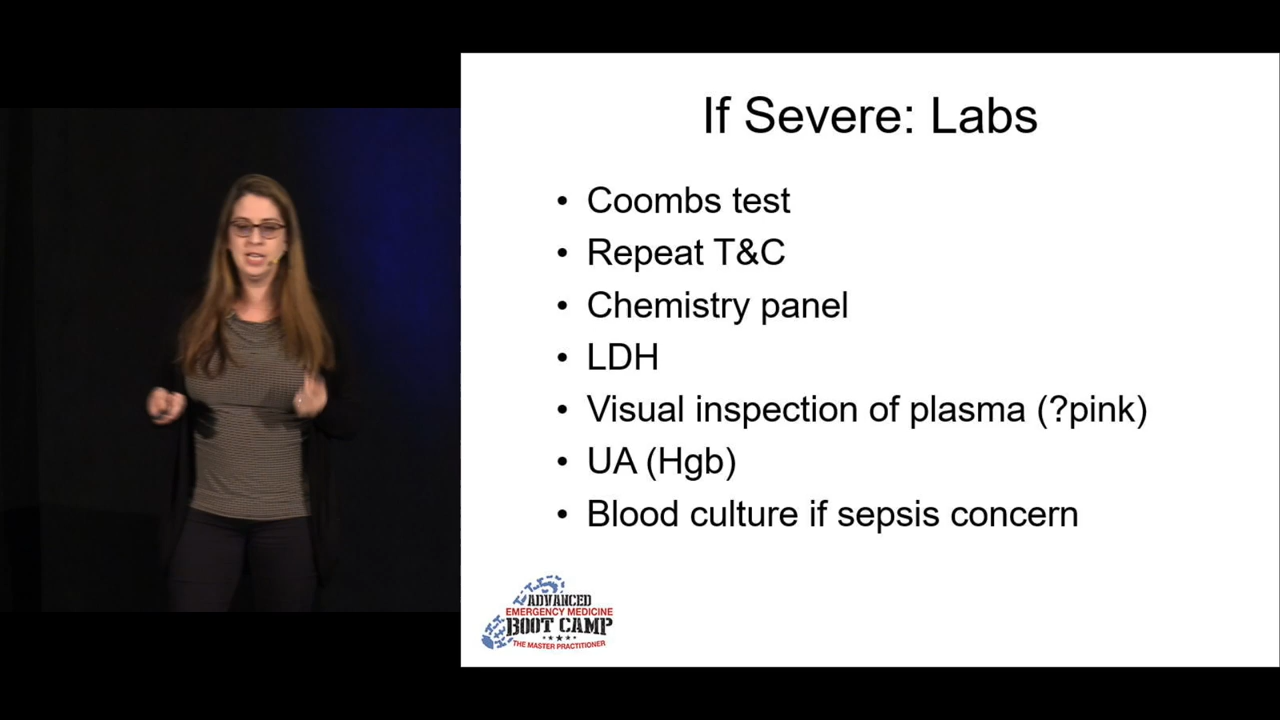 If Severe: Labs
• Coombs test
• Repeat T&C
• Chemistry panel
• LDH
• Visual inspection of plasma (?pink)
• UA (Hgb)
• Blood culture if sepsis concern
ADVANCED
EMERGENCY MEDICINE
BOOT CAMP
THE MASTER PRACTITIONER